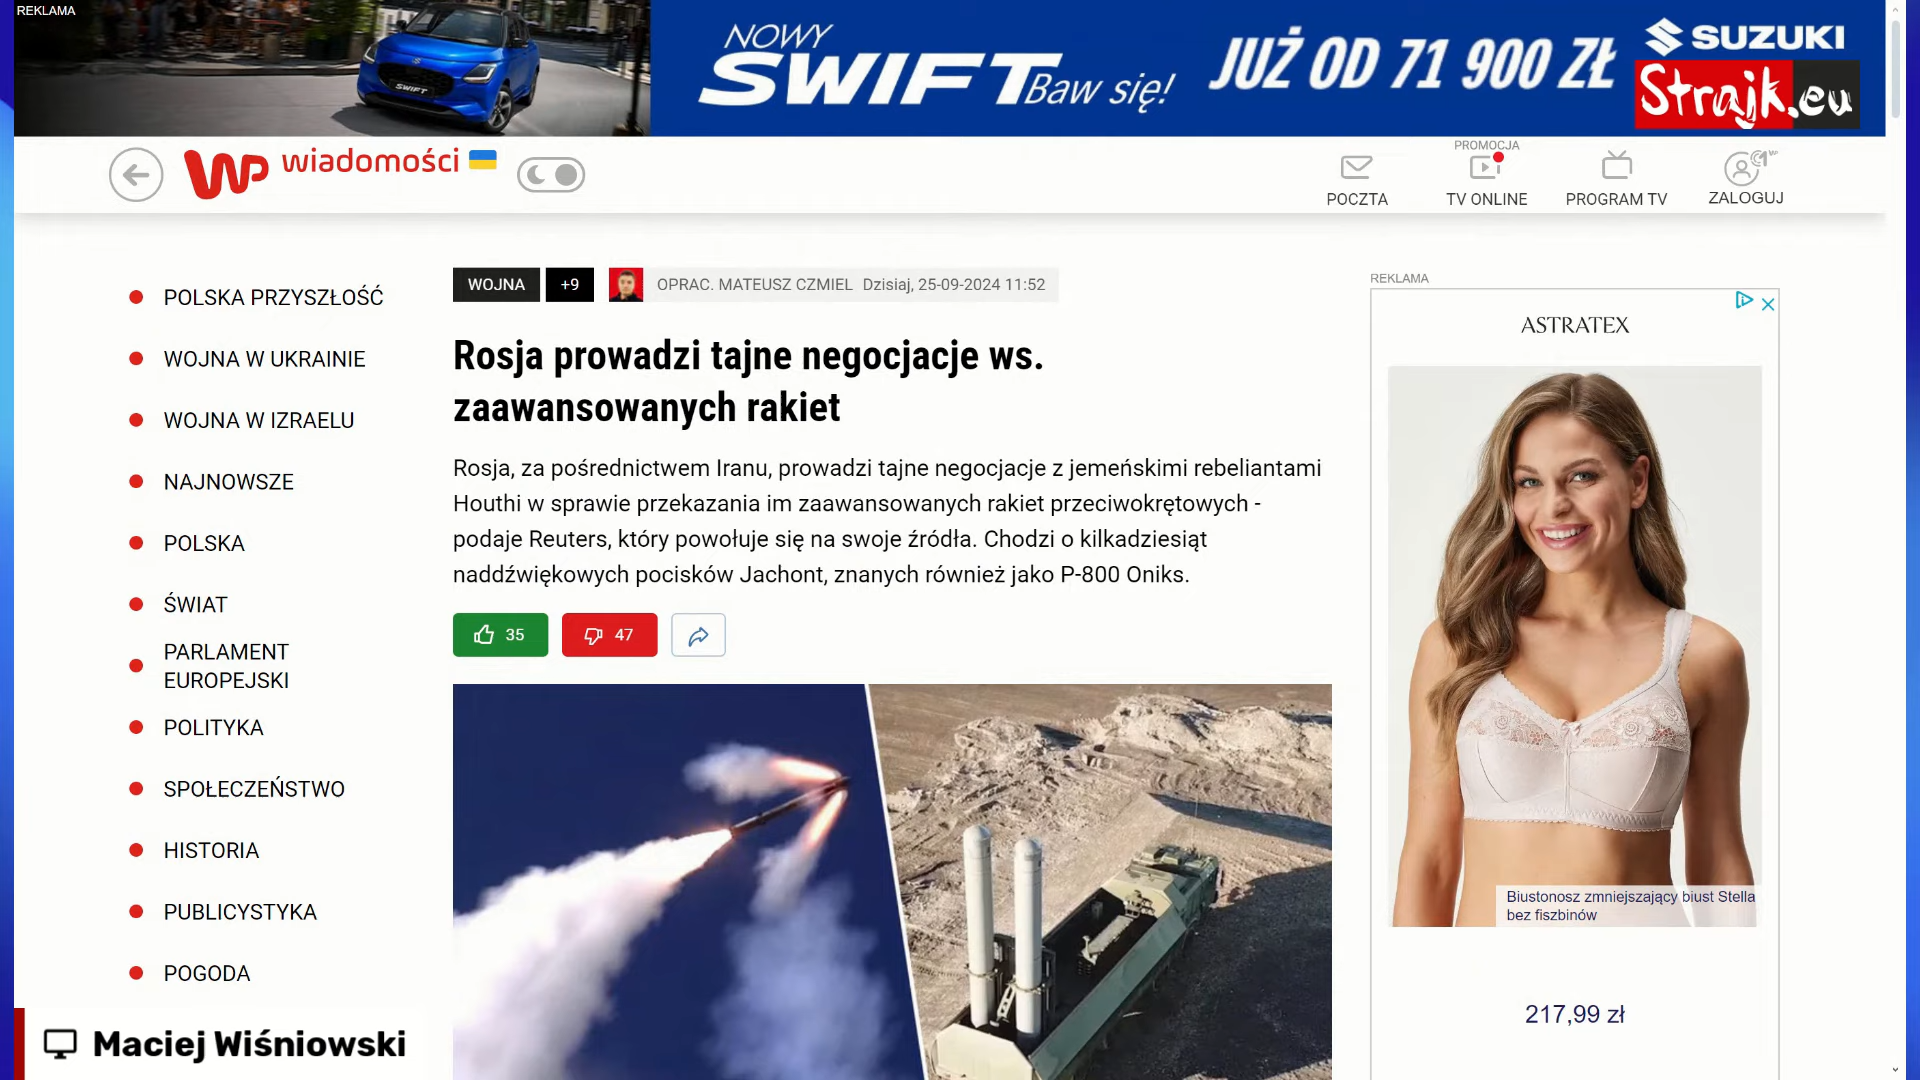 REKLAMA
NOWY
SWIFT Baw się!
JUŻ OD 71 900 ZŁ
SUZUKI
Strajk.eu
SWIFT
wp wiadomości
POCZTA
PROMOCJA
TV ONLINE
PROGRAM TV
ZALOGUJ
POLSKA PRZYSZŁOŚĆ
WOJNA W UKRAINIE
WOJNA W IZRAELU
NAJNOWSZE
POLSKA
ŚWIAT
PARLAMENT
EUROPEJSKI
POLITYKA
SPOŁECZEŃSTWO
HISTORIA
PUBLICYSTYKA
POGODA
WOJNA +9 OPRAC. MATEUSZ CZMIEL Dzisiaj, 25-09-2024 11:52
Rosja prowadzi tajne negocjacje ws.
zaawansowanych rakiet
Rosja, za pośrednictwem Iranu, prowadzi tajne negocjacje z jemeńskimi rebeliantami
Houthi w sprawie przekazania im zaawansowanych rakiet przeciwokrętowych -
podaje Reuters, który powołuje się na swoje źródła. Chodzi o kilkadziesiąt
naddźwiękowych pocisków Jachont, znanych również jako P-800 Oniks.
35 47
REKLAMA
ASTRATEX
Biustonosz zmniejszający biust Stella
bez fiszbinów
217,99 zł
Maciej Wiśniowski